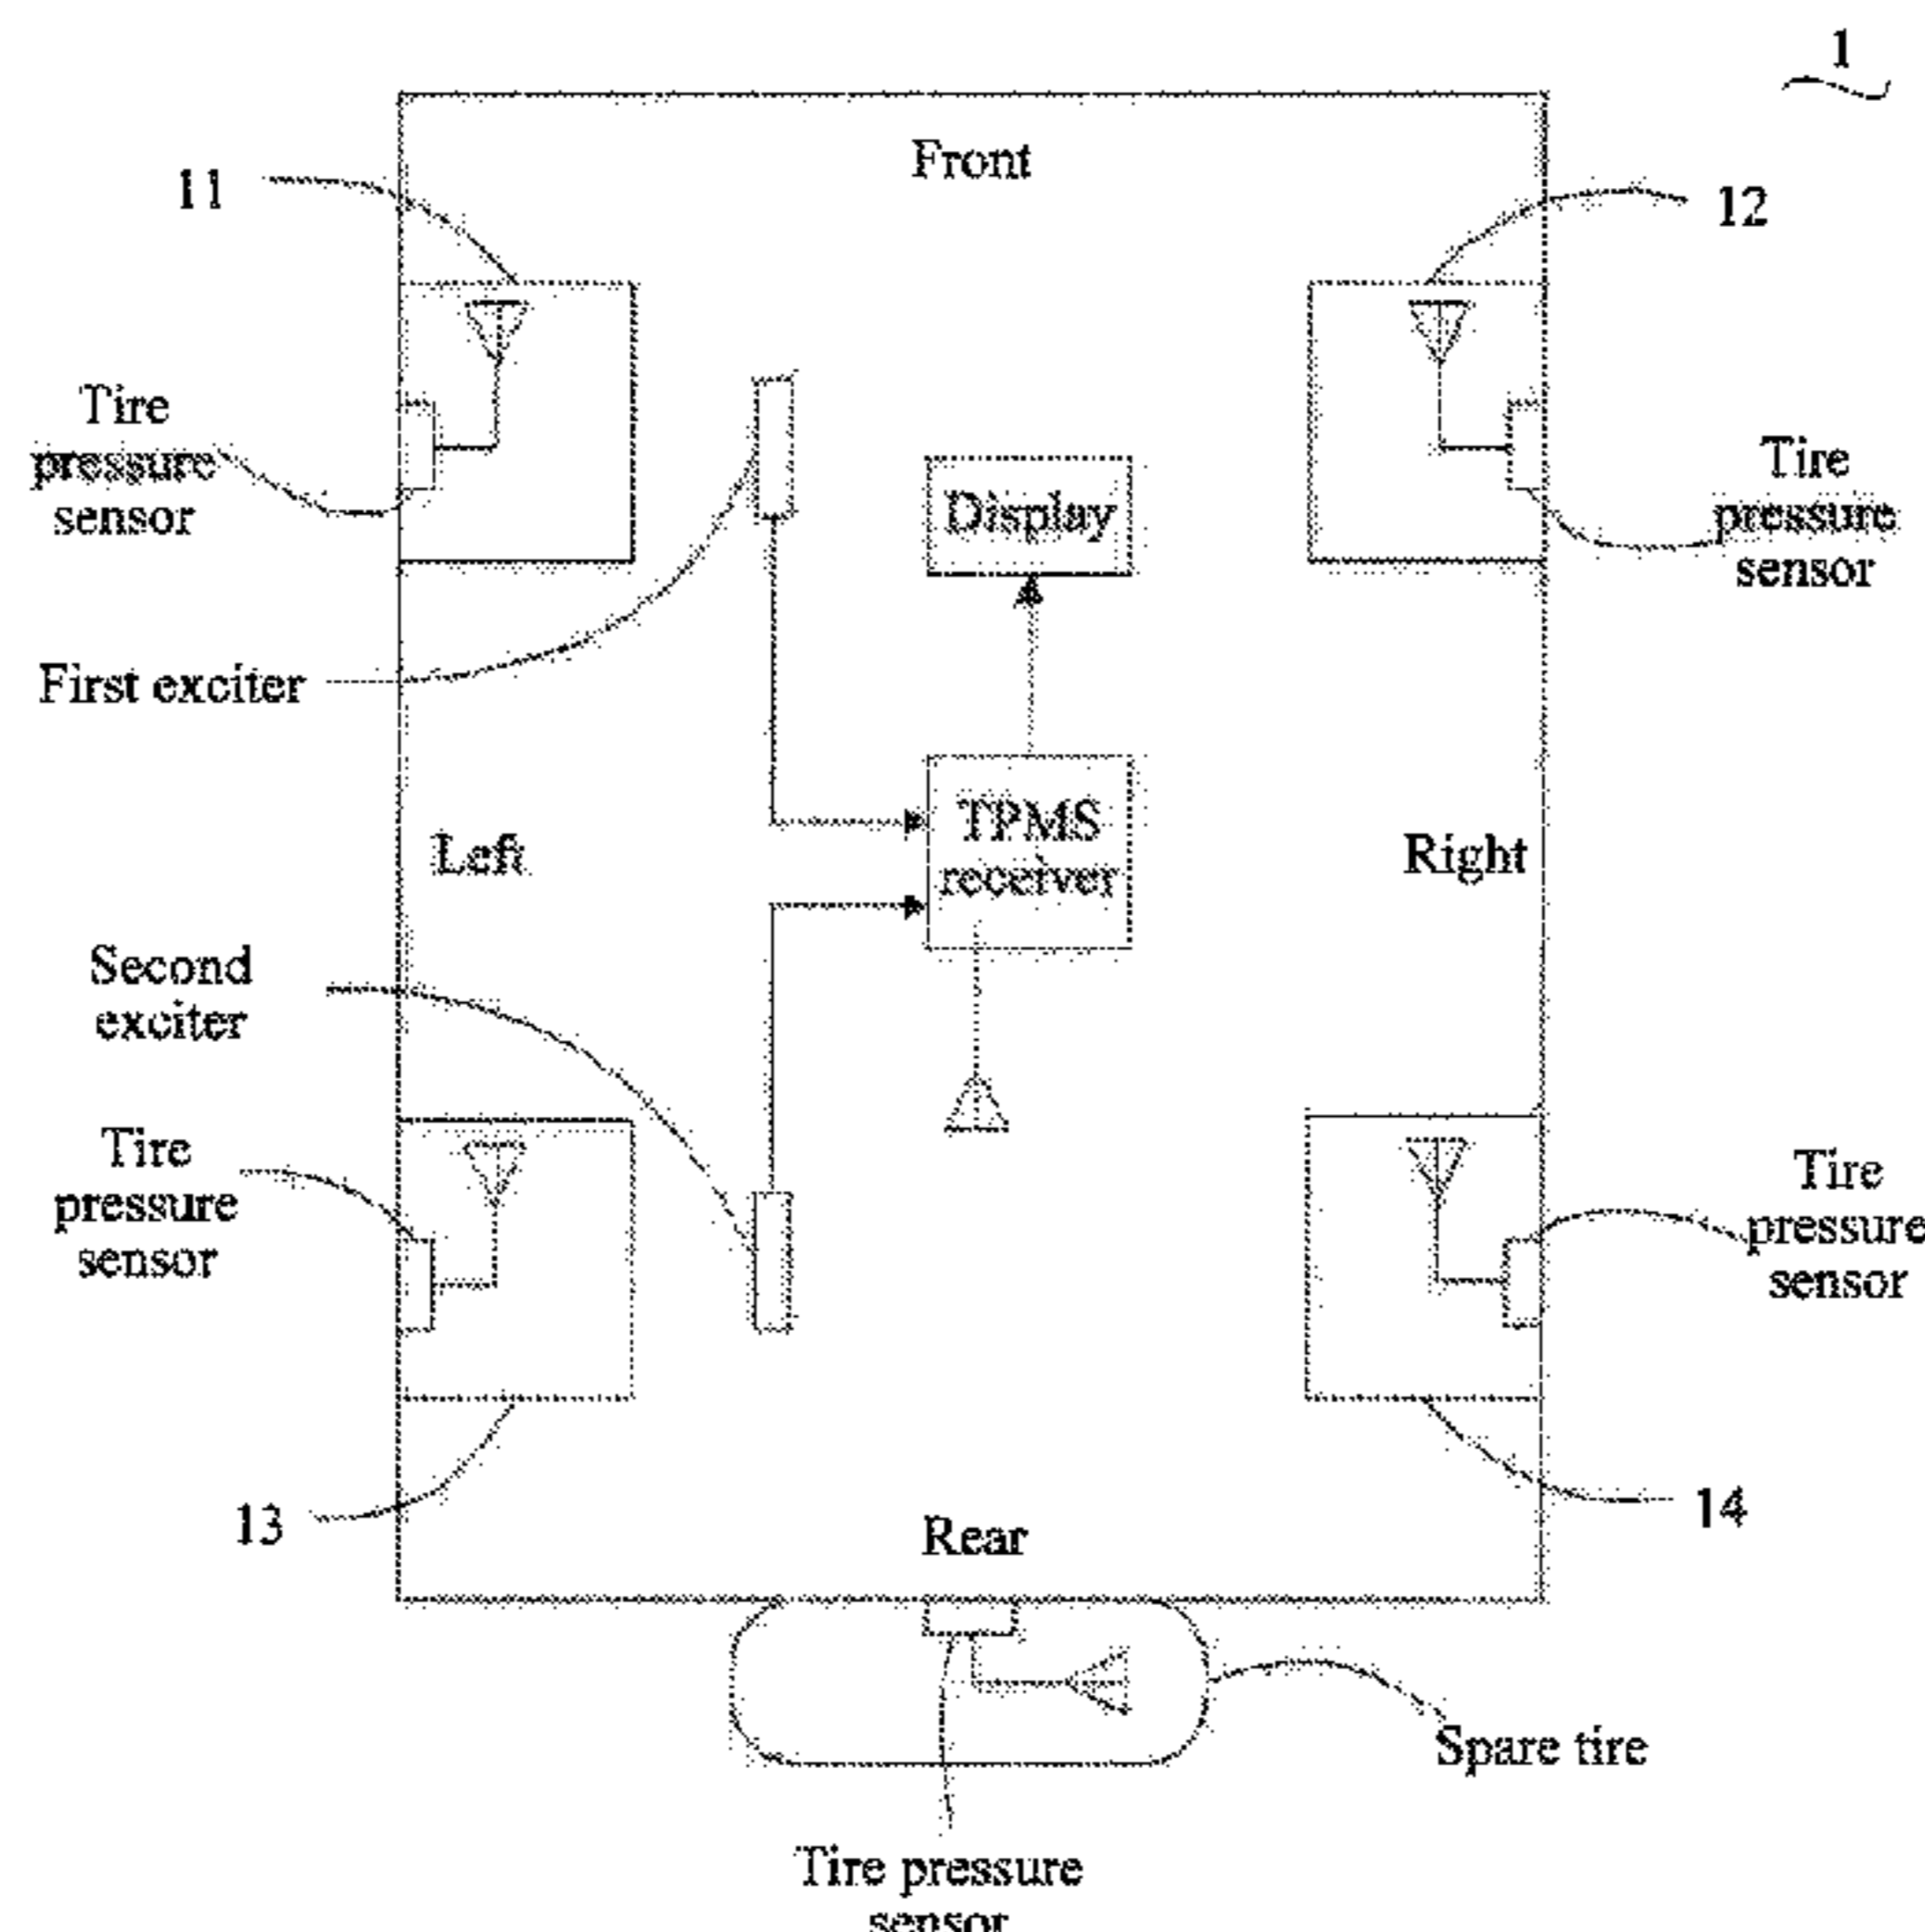 1
Front
11
12
Tire
pressure
sensor
Display
Tire
pressure
sensor
First exciter
TPMS
receiver
Left
Right
Second
exciter
Tire
pressure
sensor
Tire
pressure
sensor
13
14
Rear
Spare tire
Tire pressure
sensor